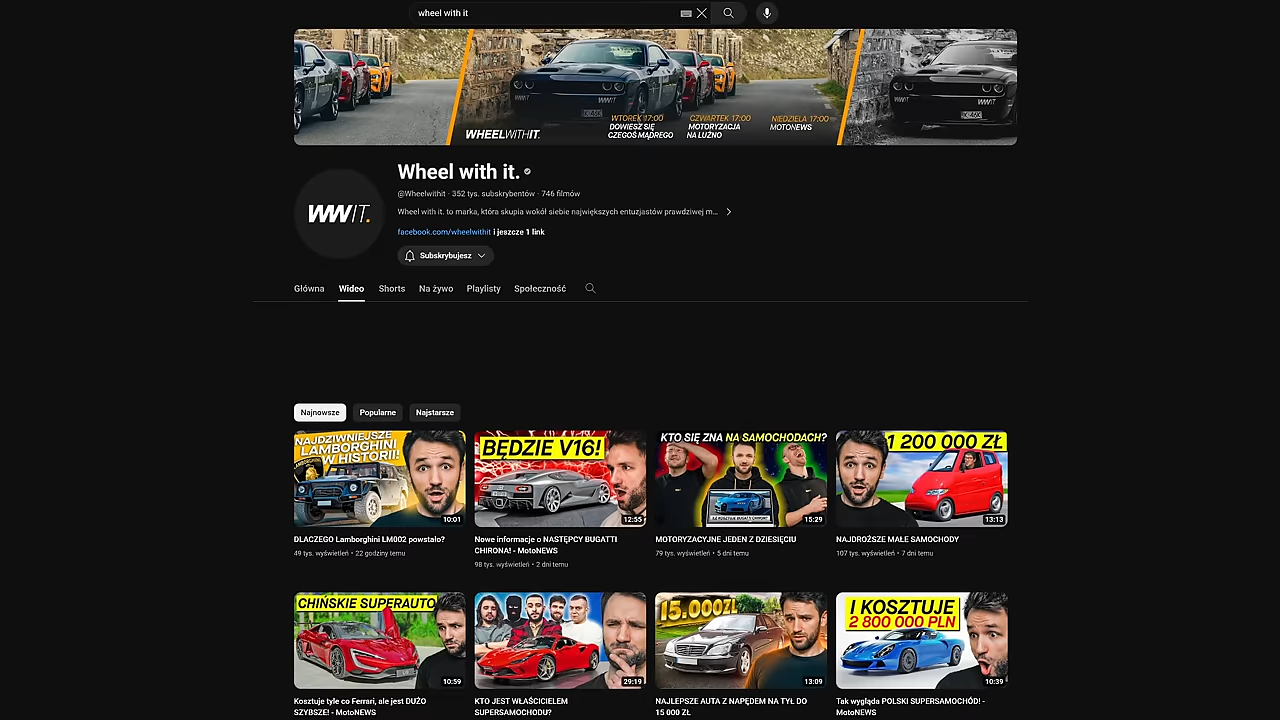 wheel with it
WTOREK 17:00
DOWIESZ SIĘ
CZEGOŚ MĄDREGO
CZWARTEK 17:00
MOTORYZACJA
NA LUŹNO
NIEDZIELA 17:00
MOTONEWS
WHEELWITHIT.
WWIT.
Wheel with it.
@Wheelwithit · 352 tys. subskrybentów · 746 filmów
Wheel with it. to marka, która skupia wokół siebie największych entuzjastów prawdziwej m...
facebook.com/wheelwithit i jeszcze 1 link
Subskrybujesz
Główna Wideo Shorts Na żywo Playlisty Społeczność
Najnowsze Popularne Najstarsze
NAJDZIWNIEJSZE
LAMBORGHINI
W HISTORII!
10:01
BĘDZIE V16!
12:55
KTO SIĘ ZNA NA SAMOCHODACH?
ILE KOSZTUJE BUGATTI CHIRON?
15:29
1 200 000 ZŁ
13:13
DLACZEGO Lamborghini LM002 powstało?
49 tys. wyświetleń • 22 godziny temu
Nowe informacje o NASTĘPCY BUGATTI
CHIRONA! - MotoNEWS
98 tys. wyświetleń • 2 dni temu
MOTORYZACYJNE JEDEN Z DZIESIĘCIU
79 tys. wyświetleń • 5 dni temu
NAJDROŻSZE MAŁE SAMOCHODY
107 tys. wyświetleń • 7 dni temu
CHIŃSKIE SUPERAUTO
10:59
29:19
15.000ZŁ
13:09
I KOSZTUJE
2 800 000 PLN
10:39
Kosztuje tyle co Ferrari, ale jest DUŻO
SZYBSZE! - MotoNEWS
KTO JEST WŁAŚCICIELEM
SUPERSAMOCHODU?
NAJLEPSZE AUTA Z NAPĘDEM NA TYŁ DO
15 000 ZŁ
Tak wygląda POLSKI SUPERSAMOCHÓD! -
MotoNEWS